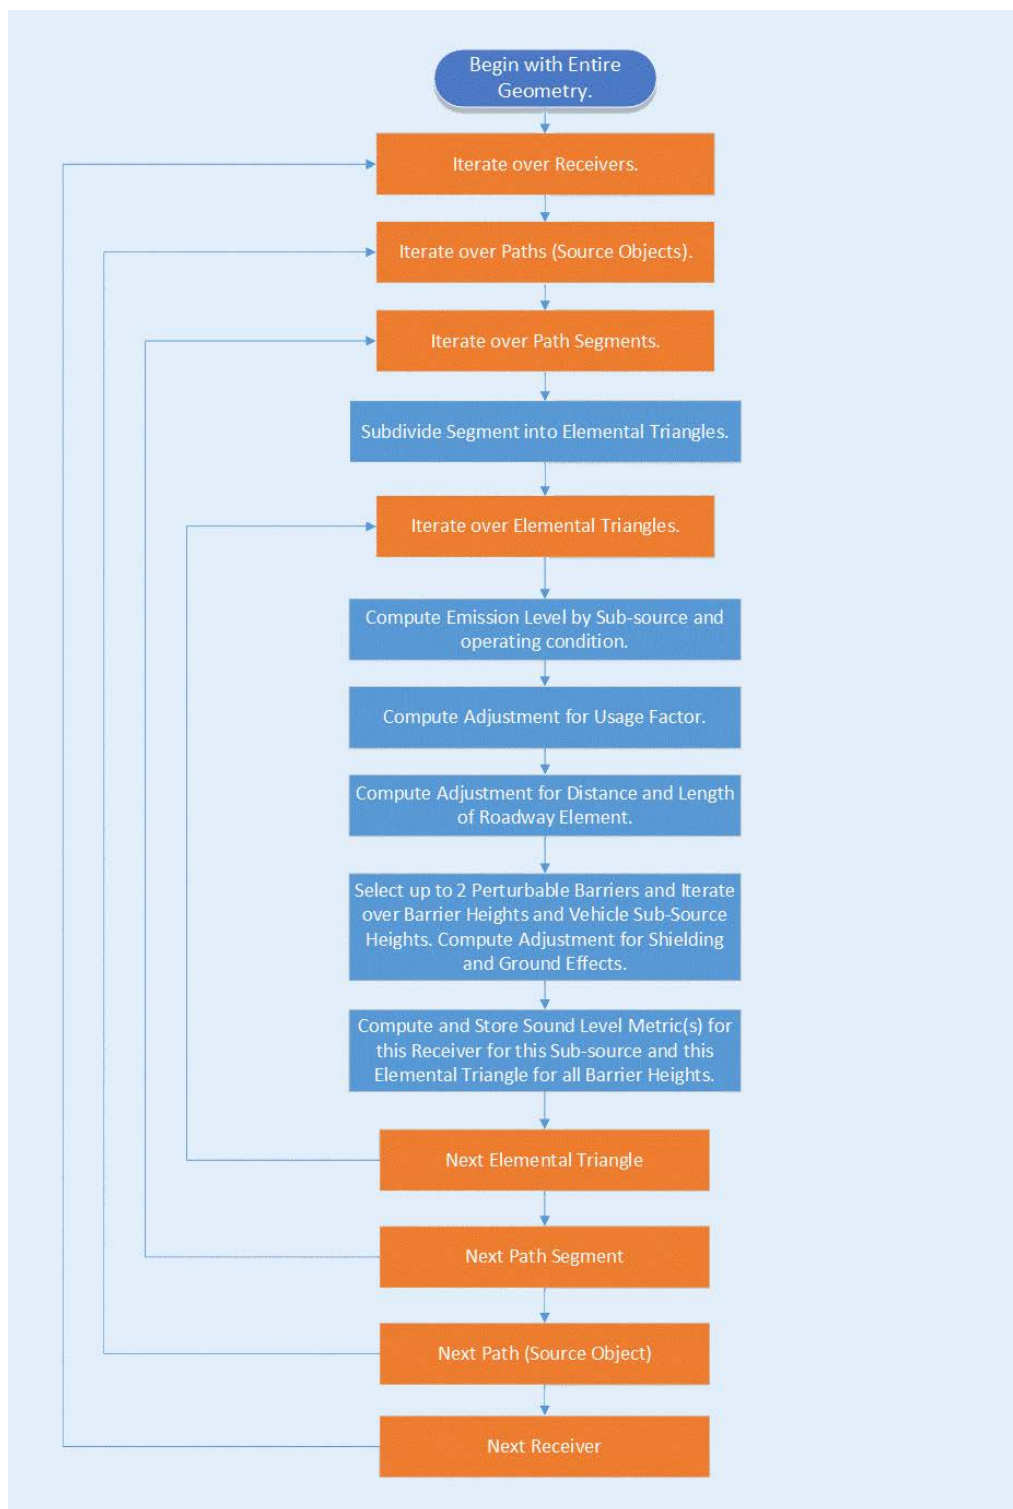 Begin with Entire
Geometry.
Iterate over Receivers.
Iterate over Paths (Source Objects).
Iterate over Path Segments.
Subdivide Segment into Elemental Triangles.
Iterate over Elemental Triangles.
Compute Emission Level by Sub-source and
operating condition.
Compute Adjustment for Usage Factor.
Compute Adjustment for Distance and Length
of Roadway Element.
Select up to 2 Perturbable Barriers and Iterate
over Barrier Heights and Vehicle Sub-Source
Heights. Compute Adjustment for Shielding
and Ground Effects.
Compute and Store Sound Level Metric(s) for
this Receiver for this Sub-source and this
Elemental Triangle for all Barrier Heights.
Next Elemental Triangle
Next Path Segment
Next Path (Source Object)
Next Receiver